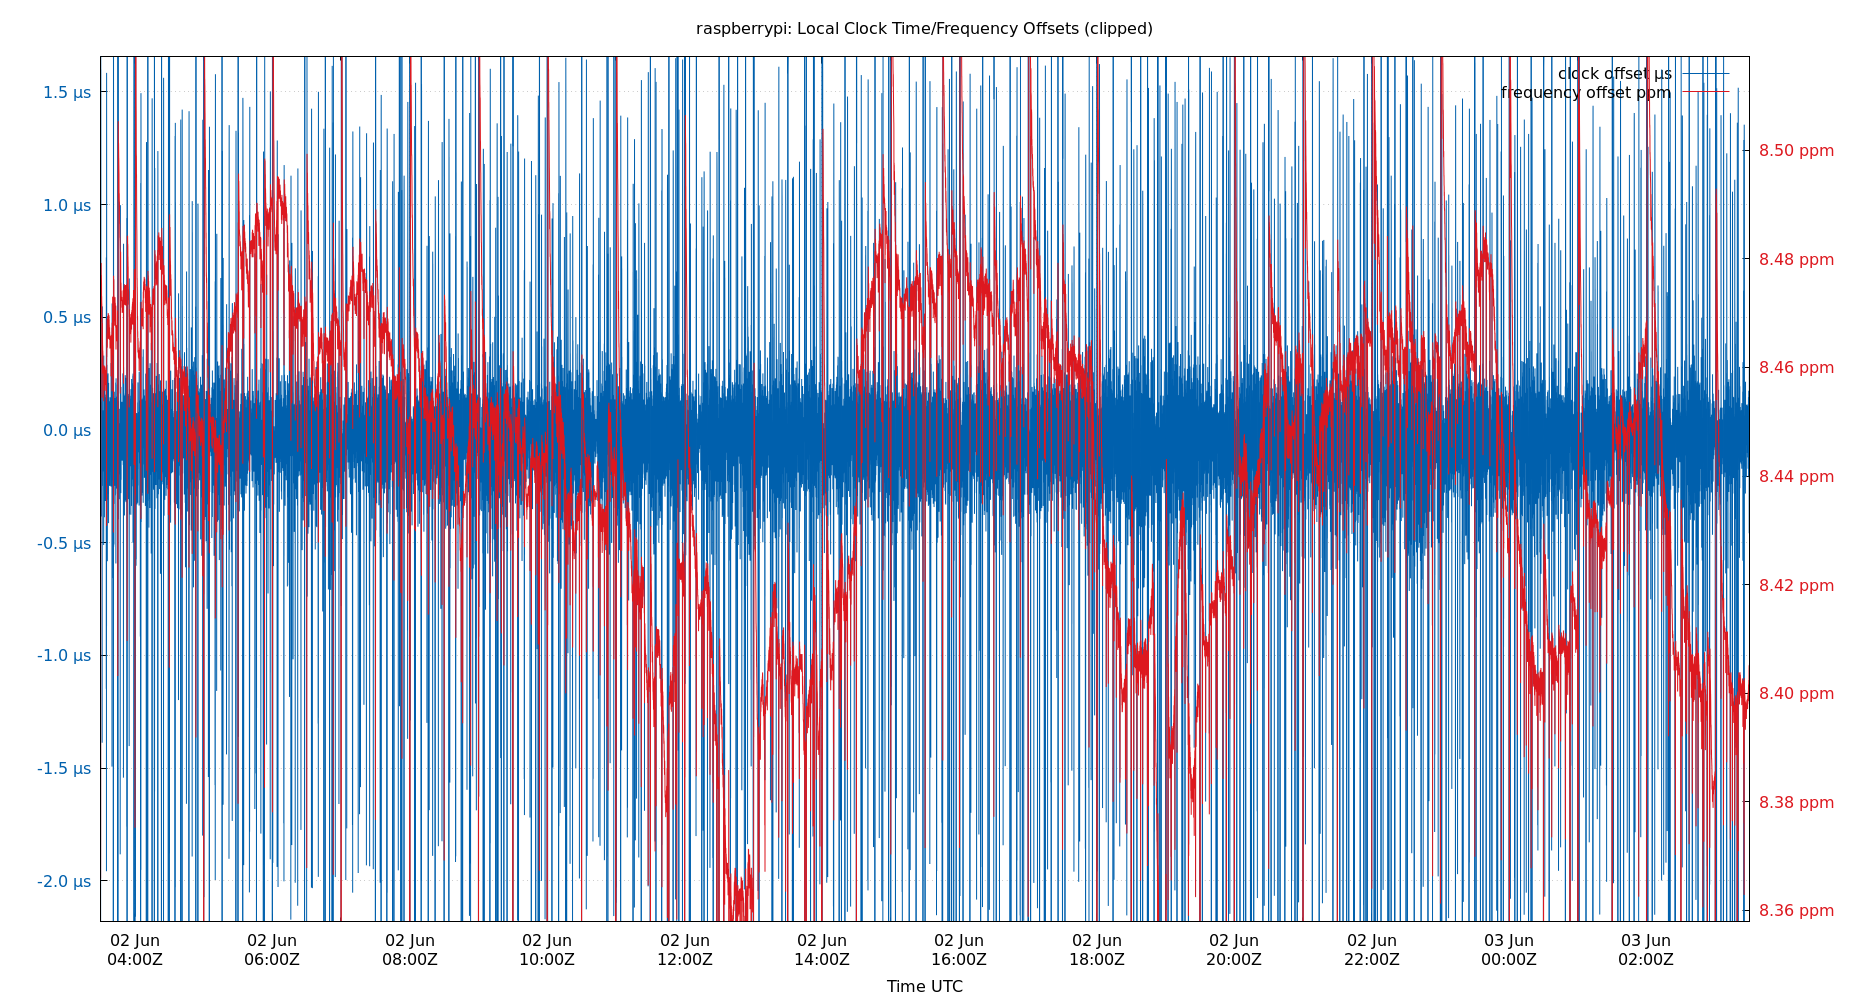 raspberrypi: Local Clock Time/Frequency Offsets (clipped)
clock offset µs
frequency offset ppm
1.5 µs
1.0 µs
0.5 µs
0.0 µs
-0.5 µs
-1.0 µs
-1.5 µs
-2.0 µs
8.50 ppm
8.48 ppm
8.46 ppm
8.44 ppm
8.42 ppm
8.40 ppm
8.38 ppm
8.36 ppm
02 Jun 02 Jun 02 Jun 02 Jun 02 Jun 02 Jun 02 Jun 02 Jun 02 Jun 02 Jun 03 Jun 03 Jun
04:00Z 06:00Z 08:00Z 10:00Z 12:00Z 14:00Z 16:00Z 18:00Z 20:00Z 22:00Z 00:00Z 02:00Z
Time UTC